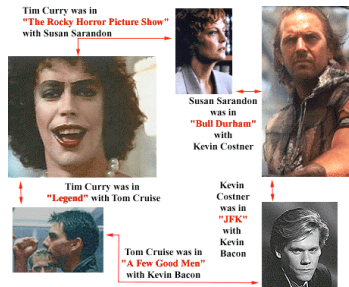 Tim Curry was in
"The Rocky Horror Picture Show"
with Susan Sarandon
Susan Sarandon
was in
"Bull Durham"
with
Kevin Costner
Tim Curry was in
"Legend" with Tom Cruise
Kevin
Costner
was in
"JFK"
with
Kevin
Bacon
Tom Cruise was in
"A Few Good Men"
with Kevin Bacon